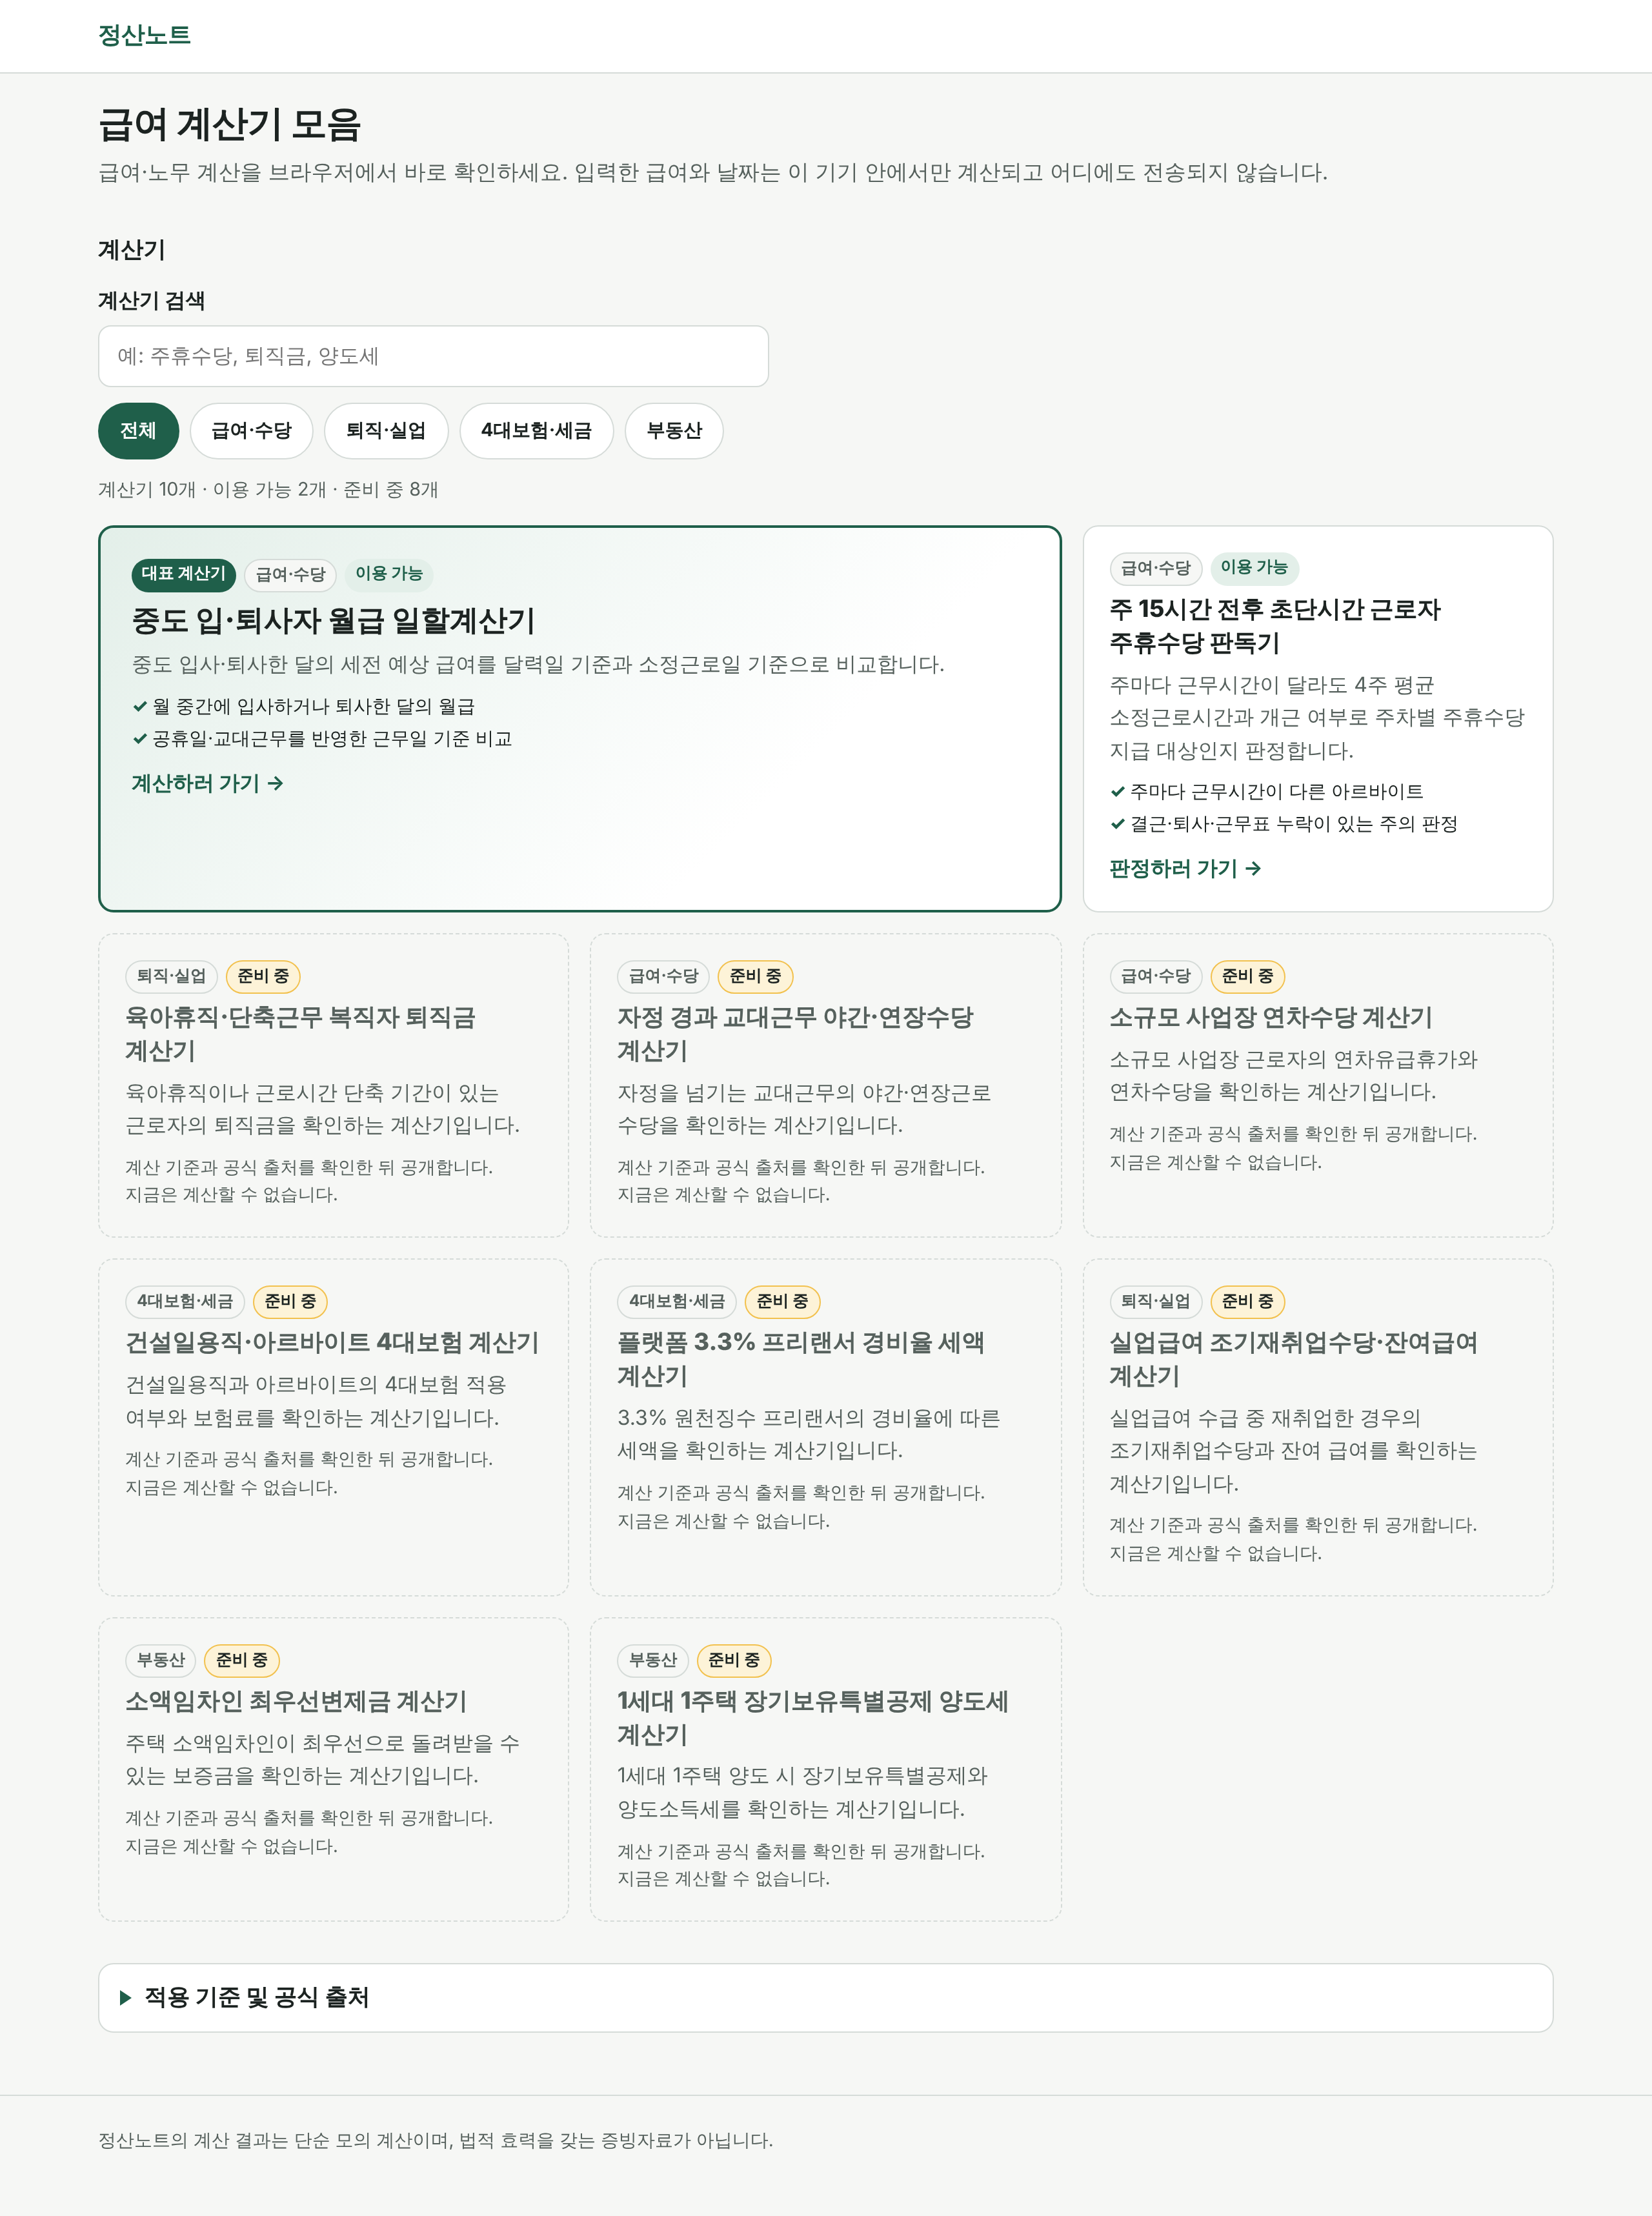 정산노트
급여 계산기 모음
급여·노무 계산을 브라우저에서 바로 확인하세요. 입력한 급여와 날짜는 이 기기 안에서만 계산되고 어디에도 전송되지 않습니다.
계산기
계산기 검색
예: 주휴수당, 퇴직금, 양도세
전체
급여·수당
퇴직·실업
4대보험·세금
부동산
계산기 10개 · 이용 가능 2개 · 준비 중 8개
대표 계산기
급여·수당
이용 가능
중도 입·퇴사자 월급 일할계산기
중도 입사·퇴사한 달의 세전 예상 급여를 달력일 기준과 소정근로일 기준으로 비교합니다.
✓ 월 중간에 입사하거나 퇴사한 달의 월급
✓ 공휴일·교대근무를 반영한 근무일 기준 비교
계산하러 가기 →
급여·수당
이용 가능
주 15시간 전후 초단시간 근로자
주휴수당 판독기
주마다 근무시간이 달라도 4주 평균
소정근로시간과 개근 여부로 주차별 주휴수당
지급 대상인지 판정합니다.
✓ 주마다 근무시간이 다른 아르바이트
✓ 결근·퇴사·근무표 누락이 있는 주의 판정
판정하러 가기 →
퇴직·실업
준비 중
육아휴직·단축근무 복직자 퇴직금
계산기
육아휴직이나 근로시간 단축 기간이 있는
근로자의 퇴직금을 확인하는 계산기입니다.
계산 기준과 공식 출처를 확인한 뒤 공개합니다.
지금은 계산할 수 없습니다.
급여·수당
준비 중
자정 경과 교대근무 야간·연장수당
계산기
자정을 넘기는 교대근무의 야간·연장근로
수당을 확인하는 계산기입니다.
계산 기준과 공식 출처를 확인한 뒤 공개합니다.
지금은 계산할 수 없습니다.
급여·수당
준비 중
소규모 사업장 연차수당 계산기
소규모 사업장 근로자의 연차유급휴가와
연차수당을 확인하는 계산기입니다.
계산 기준과 공식 출처를 확인한 뒤 공개합니다.
지금은 계산할 수 없습니다.
4대보험·세금
준비 중
건설일용직·아르바이트 4대보험 계산기
건설일용직과 아르바이트의 4대보험 적용
여부와 보험료를 확인하는 계산기입니다.
계산 기준과 공식 출처를 확인한 뒤 공개합니다.
지금은 계산할 수 없습니다.
4대보험·세금
준비 중
플랫폼 3.3% 프리랜서 경비율 세액
계산기
3.3% 원천징수 프리랜서의 경비율에 따른
세액을 확인하는 계산기입니다.
계산 기준과 공식 출처를 확인한 뒤 공개합니다.
지금은 계산할 수 없습니다.
퇴직·실업
준비 중
실업급여 조기재취업수당·잔여급여
계산기
실업급여 수급 중 재취업한 경우의
조기재취업수당과 잔여 급여를 확인하는
계산기입니다.
계산 기준과 공식 출처를 확인한 뒤 공개합니다.
지금은 계산할 수 없습니다.
부동산
준비 중
소액임차인 최우선변제금 계산기
주택 소액임차인이 최우선으로 돌려받을 수
있는 보증금을 확인하는 계산기입니다.
계산 기준과 공식 출처를 확인한 뒤 공개합니다.
지금은 계산할 수 없습니다.
부동산
준비 중
1세대 1주택 장기보유특별공제 양도세
계산기
1세대 1주택 양도 시 장기보유특별공제와
양도소득세를 확인하는 계산기입니다.
계산 기준과 공식 출처를 확인한 뒤 공개합니다.
지금은 계산할 수 없습니다.
▶ 적용 기준 및 공식 출처
정산노트의 계산 결과는 단순 모의 계산이며, 법적 효력을 갖는 증빙자료가 아닙니다.